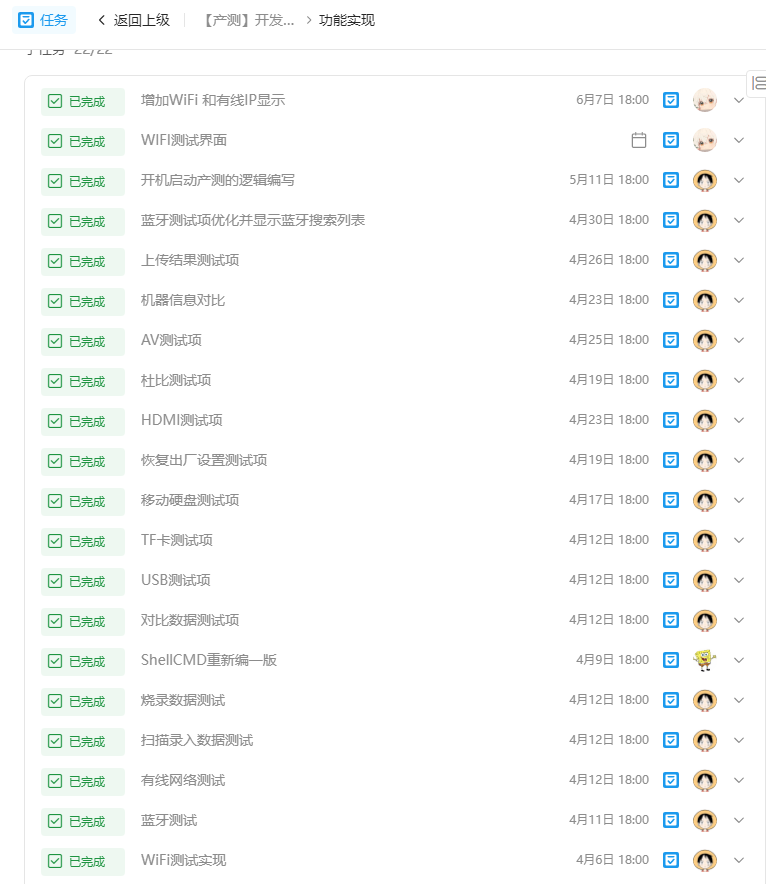 任务 返回上级 【产测】开发... 功能实现
子任务 22/22
已完成 增加WiFi 和有线IP显示 6月7日 18:00
已完成 WIFI测试界面
已完成 开机启动产测的逻辑编写 5月11日 18:00
已完成 蓝牙测试项优化并显示蓝牙搜索列表 4月30日 18:00
已完成 上传结果测试项 4月26日 18:00
已完成 机器信息对比 4月23日 18:00
已完成 AV测试项 4月25日 18:00
已完成 杜比测试项 4月19日 18:00
已完成 HDMI测试项 4月23日 18:00
已完成 恢复出厂设置测试项 4月19日 18:00
已完成 移动硬盘测试项 4月17日 18:00
已完成 TF卡测试项 4月12日 18:00
已完成 USB测试项 4月12日 18:00
已完成 对比数据测试项 4月12日 18:00
已完成 ShellCMD重新编一版 4月9日 18:00
已完成 烧录数据测试 4月12日 18:00
已完成 扫描录入数据测试 4月12日 18:00
已完成 有线网络测试 4月12日 18:00
已完成 蓝牙测试 4月11日 18:00
已完成 WiFi测试实现 4月6日 18:00